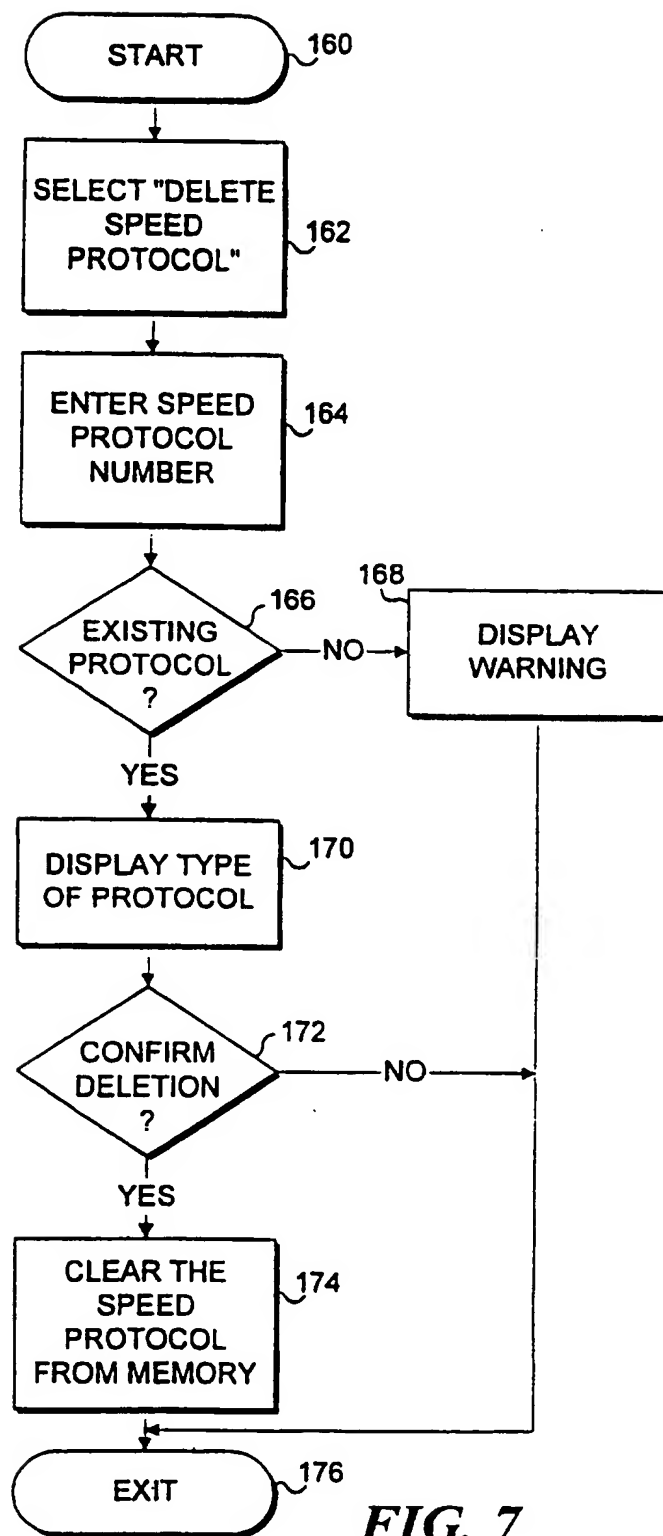 START
160
SELECT "DELETE
SPEED
PROTOCOL"
162
ENTER SPEED
PROTOCOL
NUMBER
164
EXISTING
PROTOCOL
?
166
NO
168
DISPLAY
WARNING
YES
DISPLAY TYPE
OF PROTOCOL
170
CONFIRM
DELETION
?
172
NO
YES
CLEAR THE
SPEED
PROTOCOL
FROM MEMORY
174
EXIT
176
FIG. 7